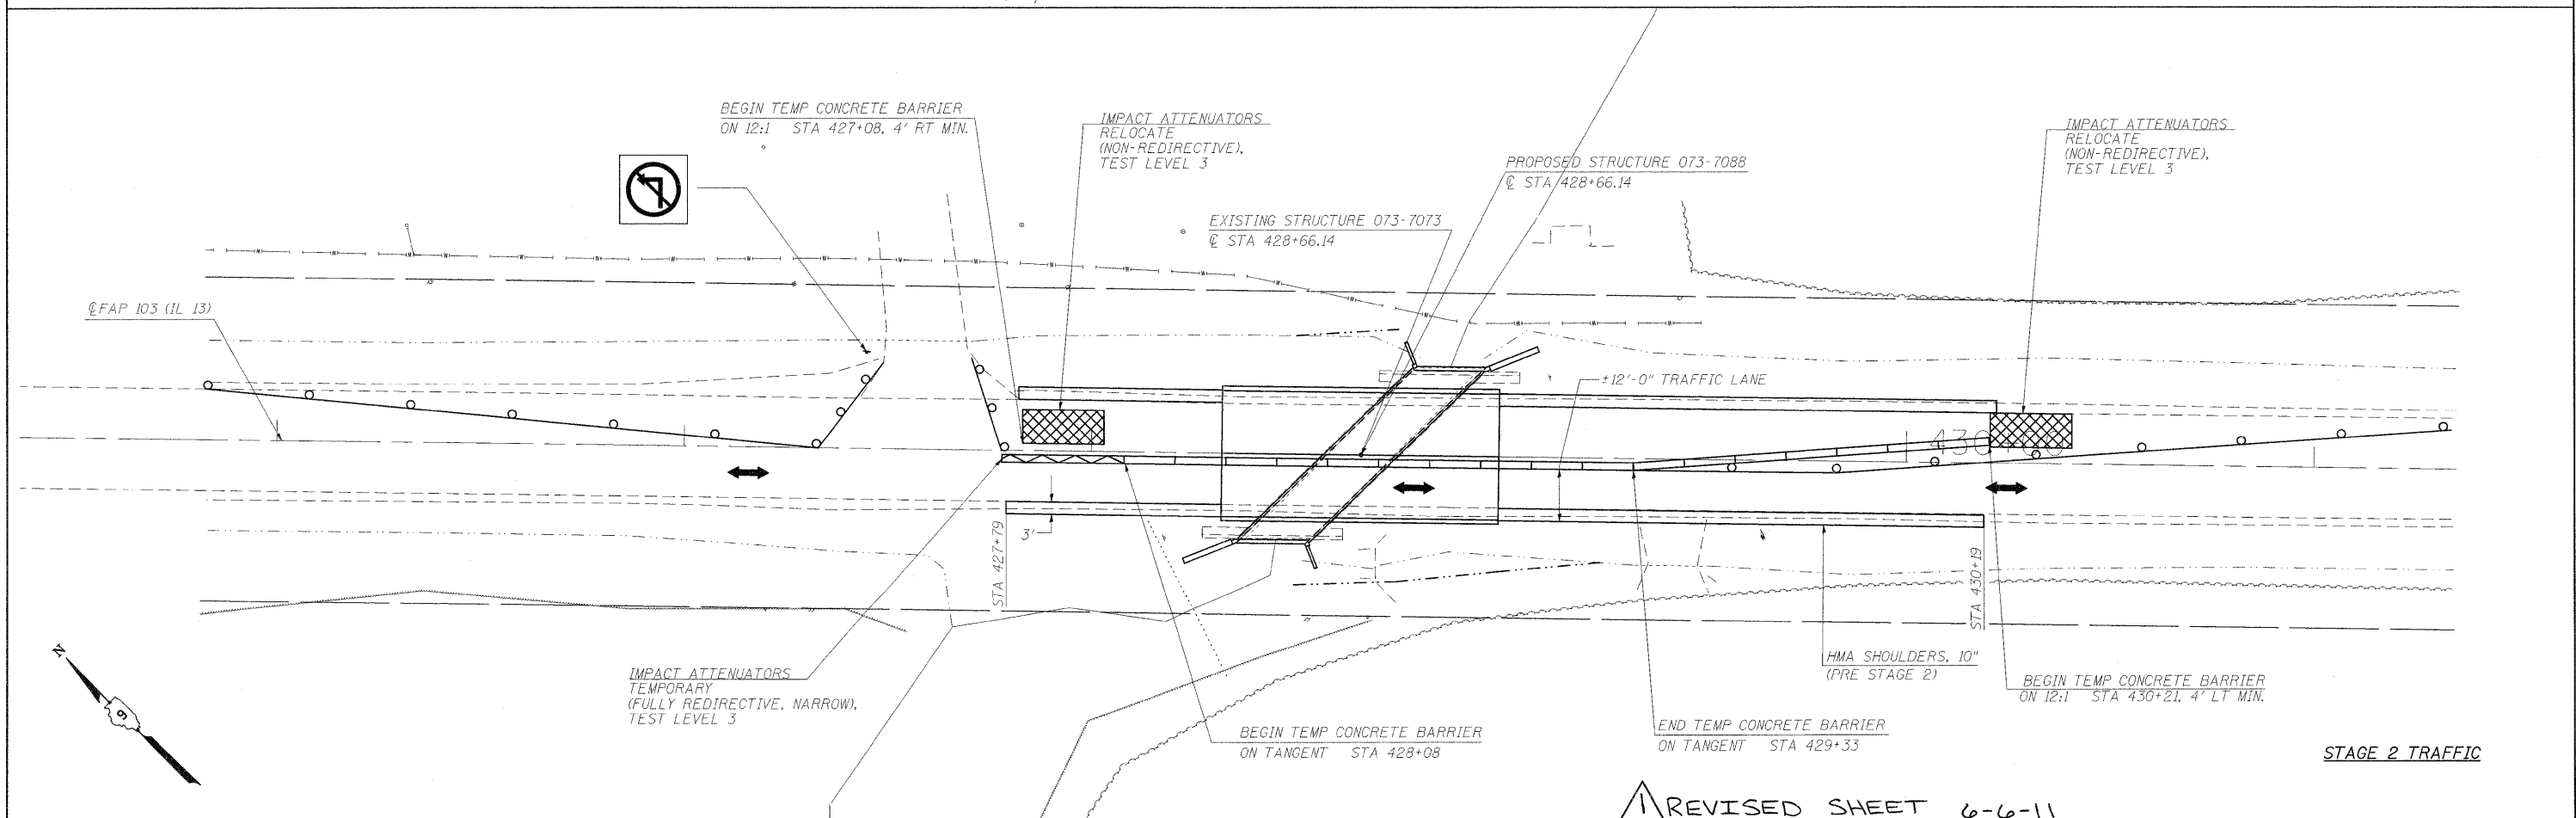 BEGIN TEMP CONCRETE BARRIER
ON 12:1 STA 427+08, 4' RT MIN.
IMPACT ATTENUATORS
RELOCATE
(NON-REDIRECTIVE),
TEST LEVEL 3
IMPACT ATTENUATORS
RELOCATE
(NON-REDIRECTIVE),
TEST LEVEL 3
PROPOSED STRUCTURE 073-7088
℄ STA 428+66.14
EXISTING STRUCTURE 073-7073
℄ STA 428+66.14
℄ FAP 103 (IL 13)
±12'-0" TRAFFIC LANE
430+00
3'
STA 427+79
STA 430+19
HMA SHOULDERS, 10"
(PRE STAGE 2)
IMPACT ATTENUATORS
TEMPORARY
(FULLY REDIRECTIVE, NARROW),
TEST LEVEL 3
BEGIN TEMP CONCRETE BARRIER
ON 12:1 STA 430+21, 4' LT MIN.
BEGIN TEMP CONCRETE BARRIER
ON TANGENT STA 428+08
END TEMP CONCRETE BARRIER
ON TANGENT STA 429+33
N
9
STAGE 2 TRAFFIC
1 REVISED SHEET 6-6-11